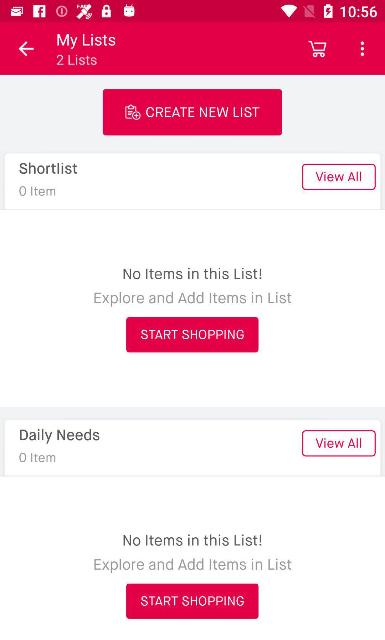 10:56
My Lists
2 Lists
CREATE NEW LIST
Shortlist
View All
0 Item
No Items in this List!
Explore and Add Items in List
START SHOPPING
Daily Needs
View All
0 Item
No Items in this List!
Explore and Add Items in List
START SHOPPING